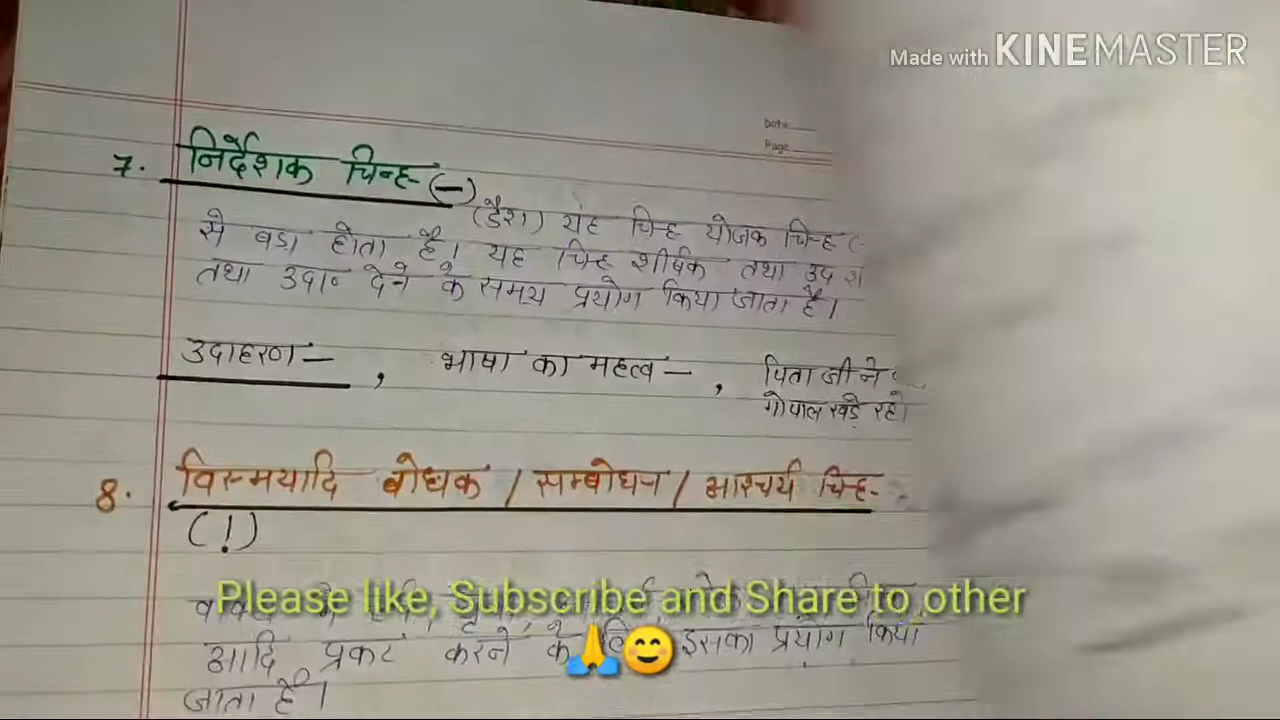 Made with KINEMASTER
Date
Page
7. निर्देशक चिन्ह- (—)
(डैश) यह चिन्ह योजक चिन्ह (-
से बड़ा होता है। यह चिन्ह शीर्षक तथा
तथा उदा० देने के समय प्रयोग किया जाता है।
उदाहरण — , भाषा का महत्व — , पिता जी ने
गोपाल खड़े रहो
8. विस्मयादि बोधक / सम्बोधन / आश्चर्य चिन्ह-
(!)
Please like, Subscribe and Share to other
आदि प्रकट करने के इसका प्रयोग किया
🙏😊
जाता है।